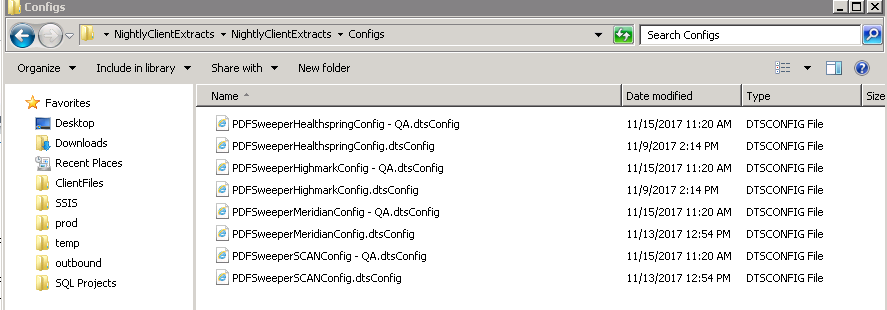 Configs
NightlyClientExtracts NightlyClientExtracts Configs Search Configs
Organize Include in library Share with New folder
Name Date modified Type Size
Favorites
Desktop
Downloads
Recent Places
ClientFiles
SSIS
prod
temp
outbound
SQL Projects
PDFSweeperHealthspringConfig - QA.dtsConfig 11/15/2017 11:20 AM DTSCONFIG File
PDFSweeperHealthspringConfig.dtsConfig 11/9/2017 2:14 PM DTSCONFIG File
PDFSweeperHighmarkConfig - QA.dtsConfig 11/15/2017 11:20 AM DTSCONFIG File
PDFSweeperHighmarkConfig.dtsConfig 11/9/2017 2:14 PM DTSCONFIG File
PDFSweeperMeridianConfig - QA.dtsConfig 11/15/2017 11:20 AM DTSCONFIG File
PDFSweeperMeridianConfig.dtsConfig 11/13/2017 12:54 PM DTSCONFIG File
PDFSweeperSCANConfig - QA.dtsConfig 11/15/2017 11:20 AM DTSCONFIG File
PDFSweeperSCANConfig.dtsConfig 11/13/2017 12:54 PM DTSCONFIG File